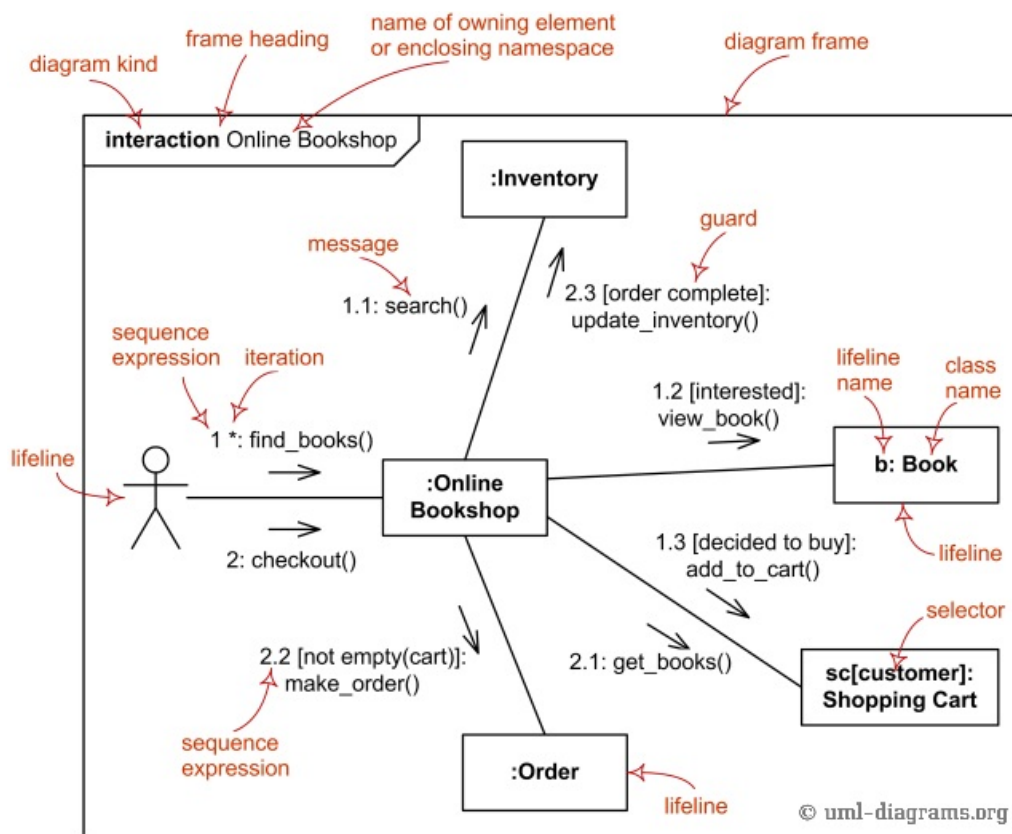 name of owning element
or enclosing namespace
frame heading
diagram kind
diagram frame
interaction Online Bookshop
:Inventory
guard
message
1.1: search()
2.3 [order complete]:
update_inventory()
sequence
expression
iteration
lifeline
name
class
name
1.2 [interested]:
view_book()
1 *: find_books()
lifeline
:Online
Bookshop
b: Book
2: checkout()
1.3 [decided to buy]:
add_to_cart()
lifeline
selector
2.2 [not empty(cart)]:
make_order()
2.1: get_books()
sc[customer]:
Shopping Cart
sequence
expression
:Order
lifeline
© uml-diagrams.org